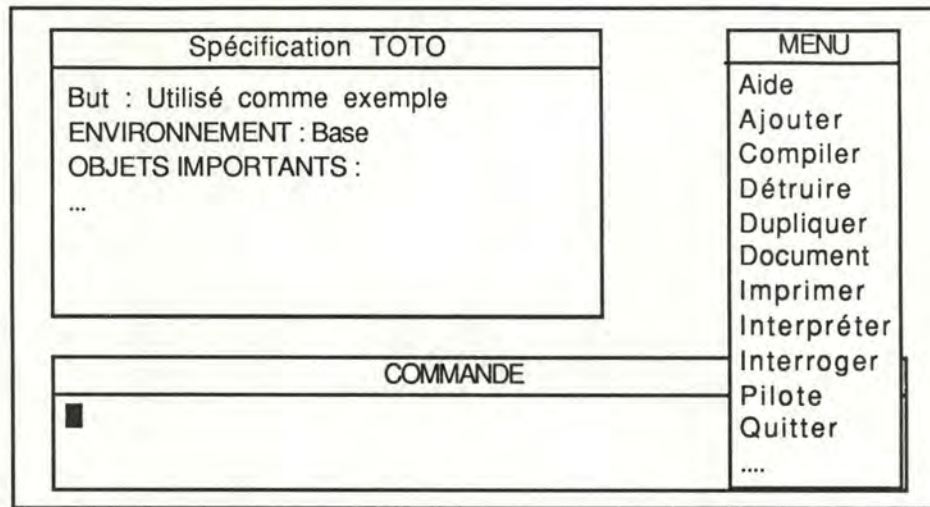 Spécification TOTO
But : Utilisé comme exemple
ENVIRONNEMENT : Base
OBJETS IMPORTANTS :
...
MENU
Aide
Ajouter
Compiler
Détruire
Dupliquer
Document
Imprimer
Interpréter
Interroger
Pilote
Quitter
....
COMMANDE